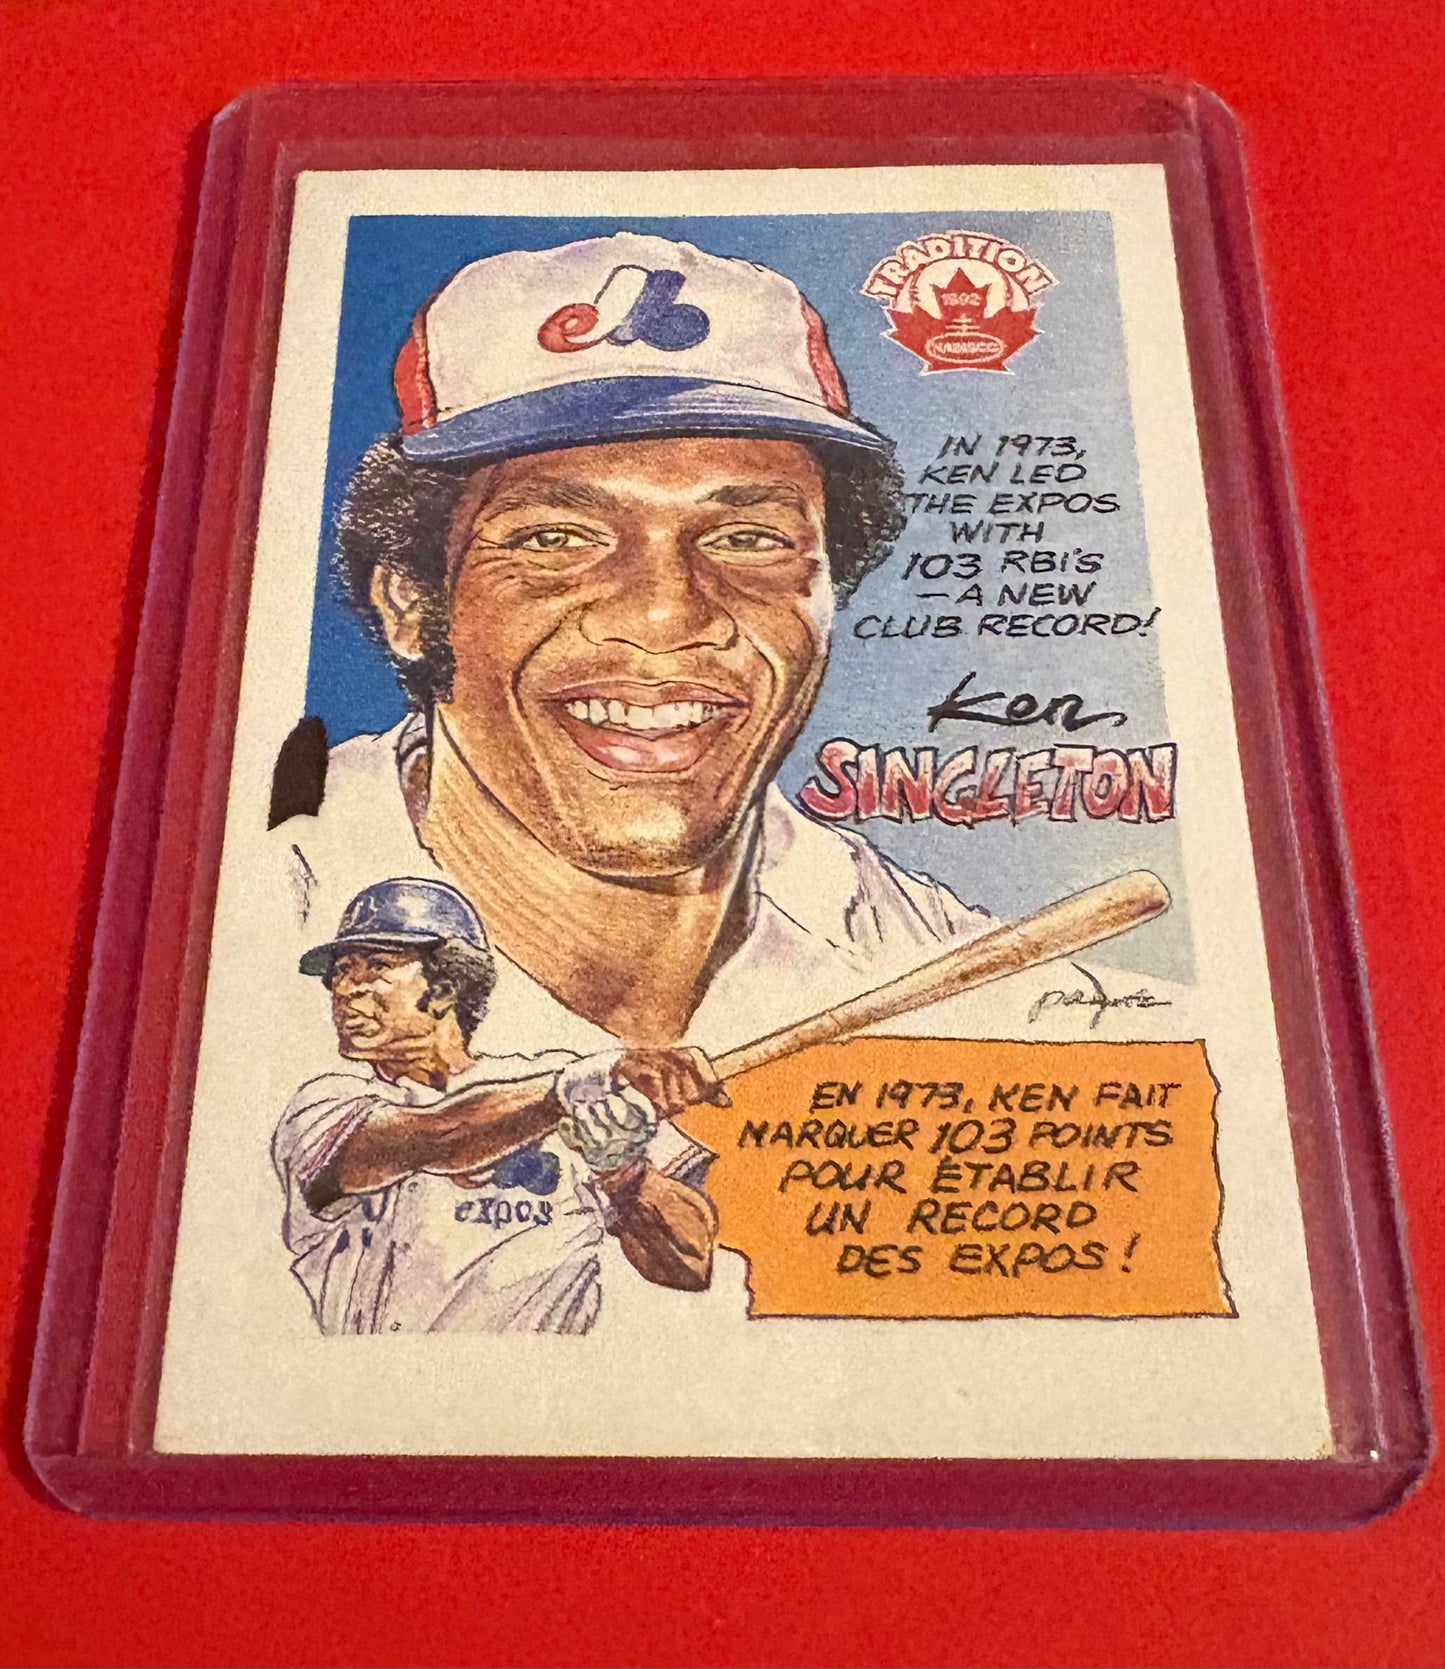 TRADITION
1892
NABISCO
IN 1973,
KEN LED
THE EXPOS
WITH
103 RBI'S
– A NEW
CLUB RECORD!
Ken
SINGLETON
expos
EN 1973, KEN FAIT
MARQUER 103 POINTS
POUR ÉTABLIR
UN RECORD
DES EXPOS!